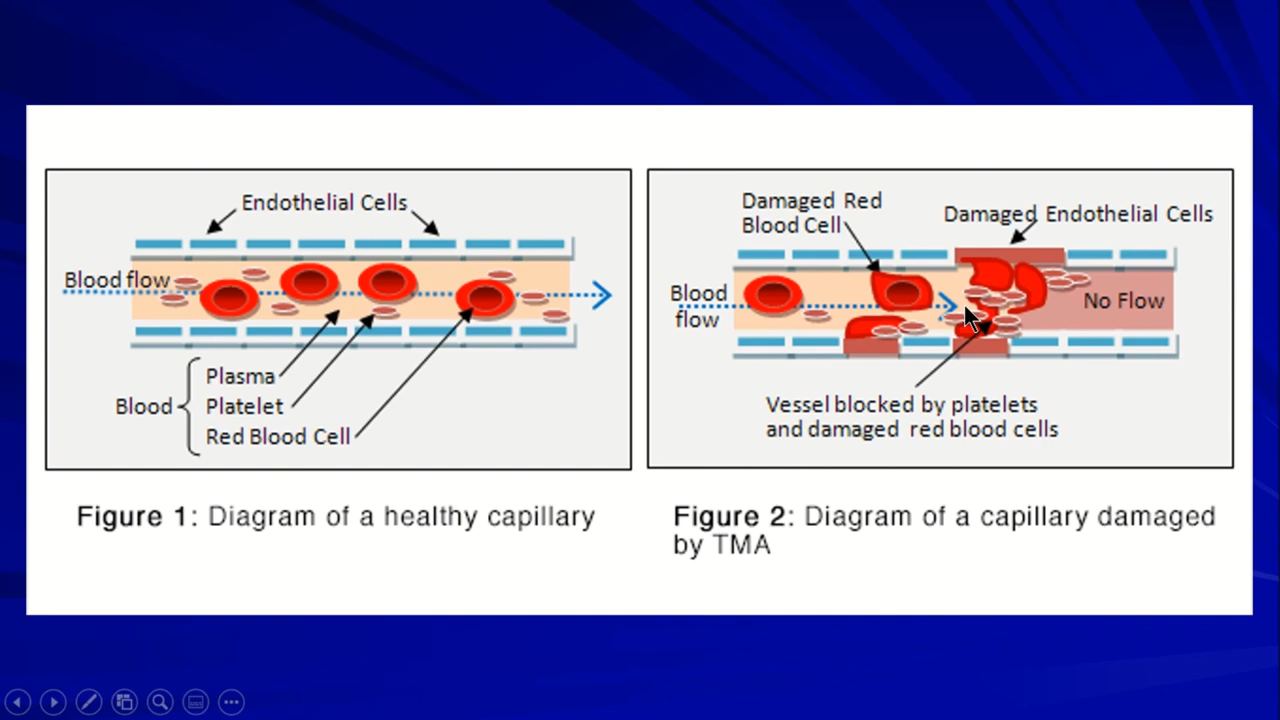 Endothelial Cells
Blood flow
Blood
Plasma
Platelet
Red Blood Cell
Figure 1: Diagram of a healthy capillary
Damaged Red
Blood Cell
Damaged Endothelial Cells
Blood
flow
No Flow
Vessel blocked by platelets
and damaged red blood cells
Figure 2: Diagram of a capillary damaged
by TMA